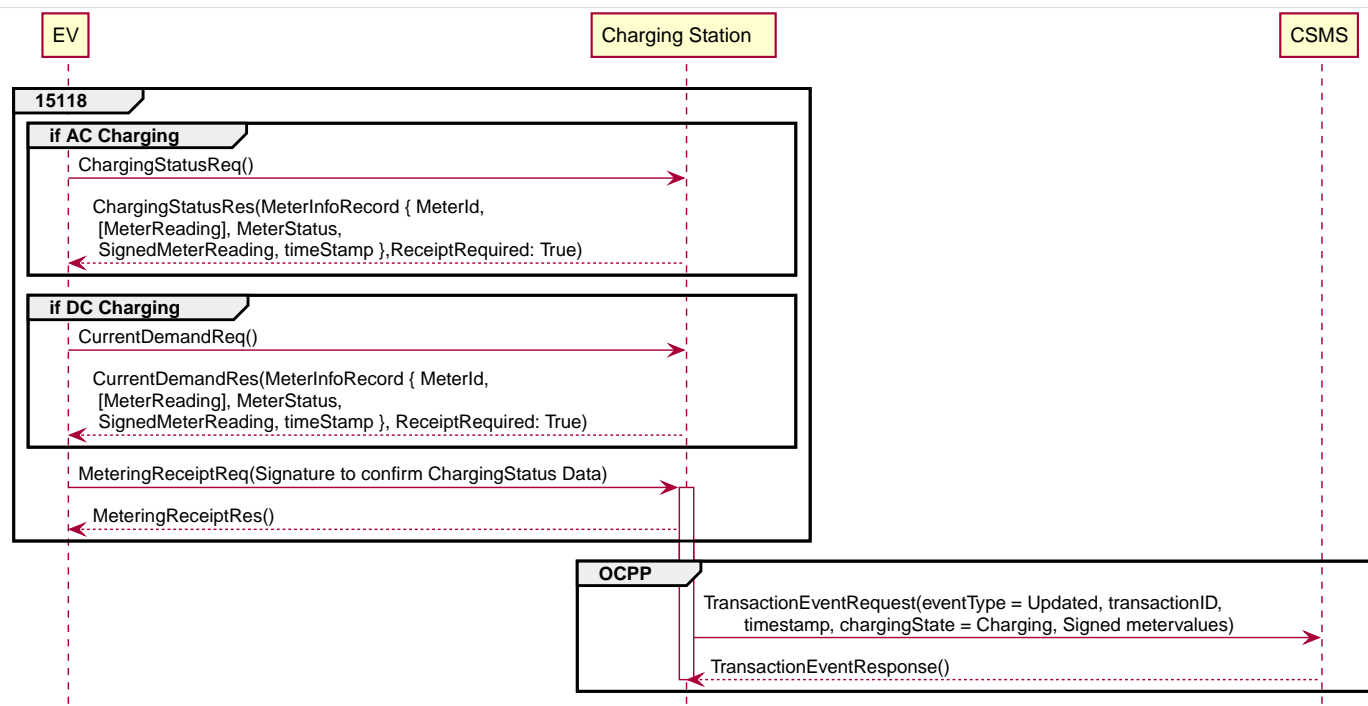 EV
Charging Station
CSMS
15118
if AC Charging
ChargingStatusReq()
ChargingStatusRes(MeterInfoRecord { MeterId,
[MeterReading], MeterStatus,
SignedMeterReading, timeStamp },ReceiptRequired: True)
if DC Charging
CurrentDemandReq()
CurrentDemandRes(MeterInfoRecord { MeterId,
[MeterReading], MeterStatus,
SignedMeterReading, timeStamp }, ReceiptRequired: True)
MeteringReceiptReq(Signature to confirm ChargingStatus Data)
MeteringReceiptRes()
OCPP
TransactionEventRequest(eventType = Updated, transactionID,
timestamp, chargingState = Charging, Signed metervalues)
TransactionEventResponse()